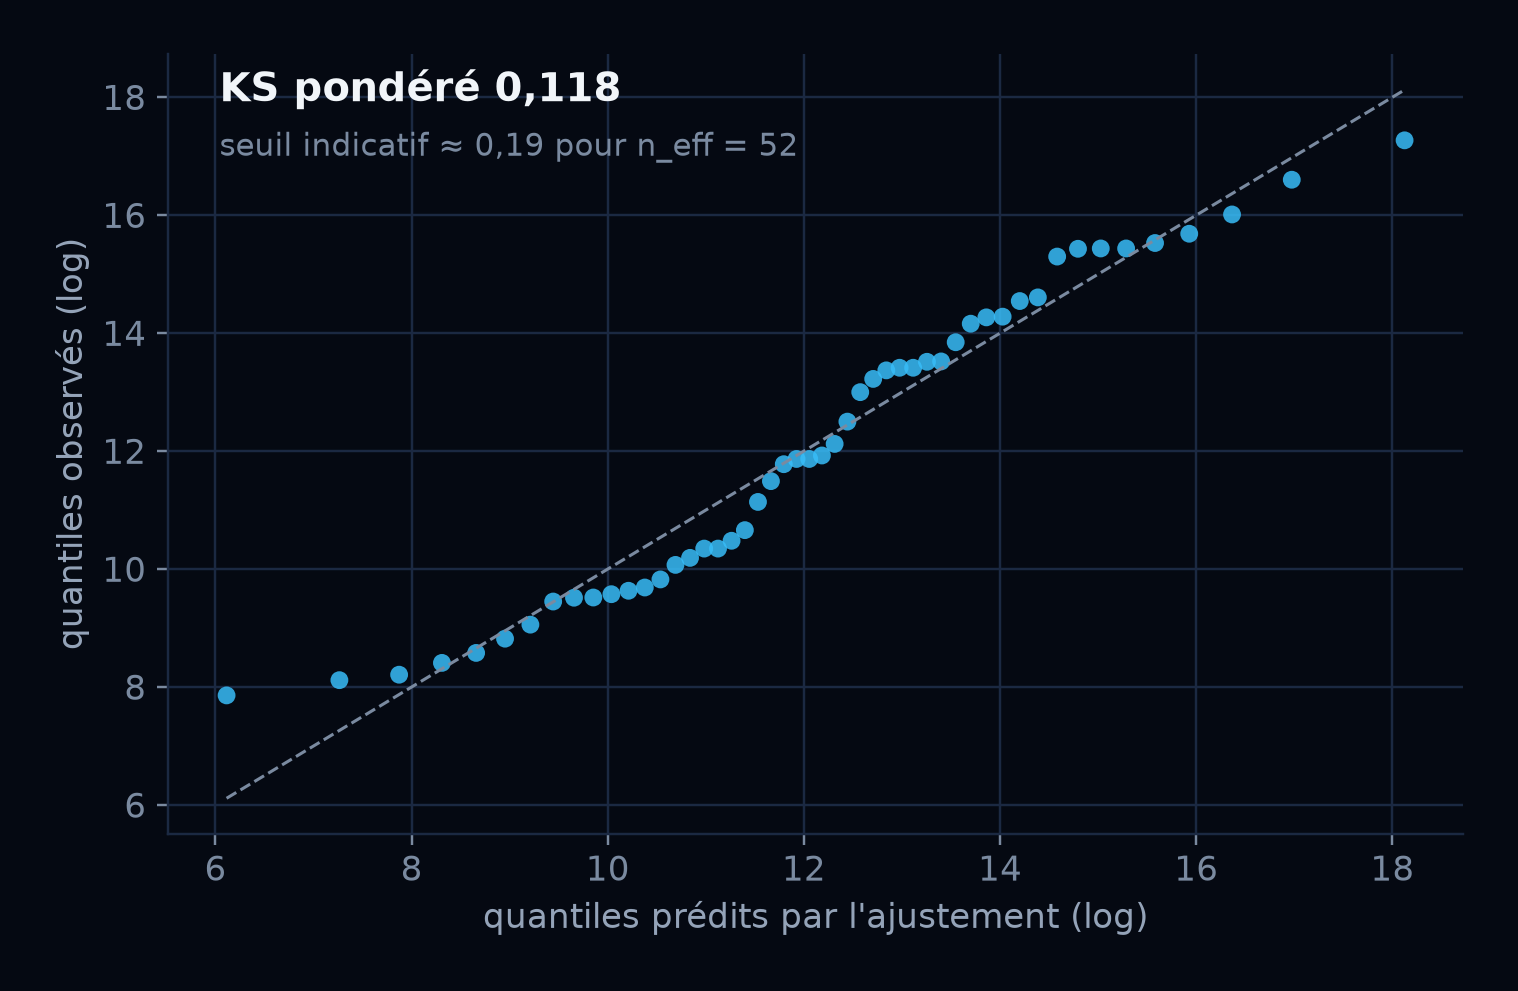 KS pondéré 0,118
seuil indicatif ≈ 0,19 pour n_eff = 52
quantiles observés (log)
18
16
14
12
10
8
6
6 8 10 12 14 16 18
quantiles prédits par l'ajustement (log)